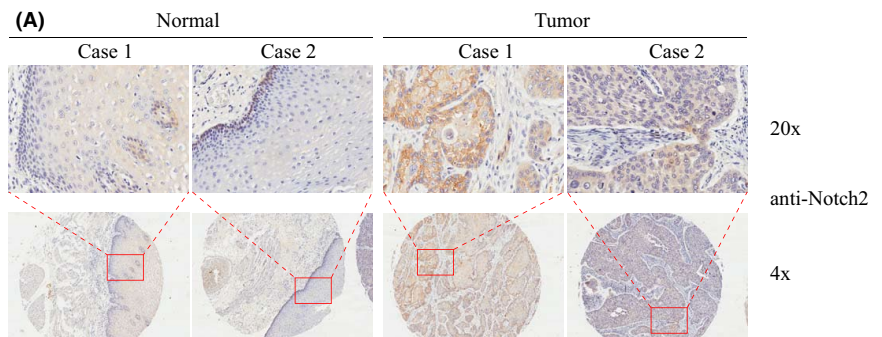 (A) Normal Tumor
Case 1 Case 2 Case 1 Case 2
20x
anti-Notch2
4x